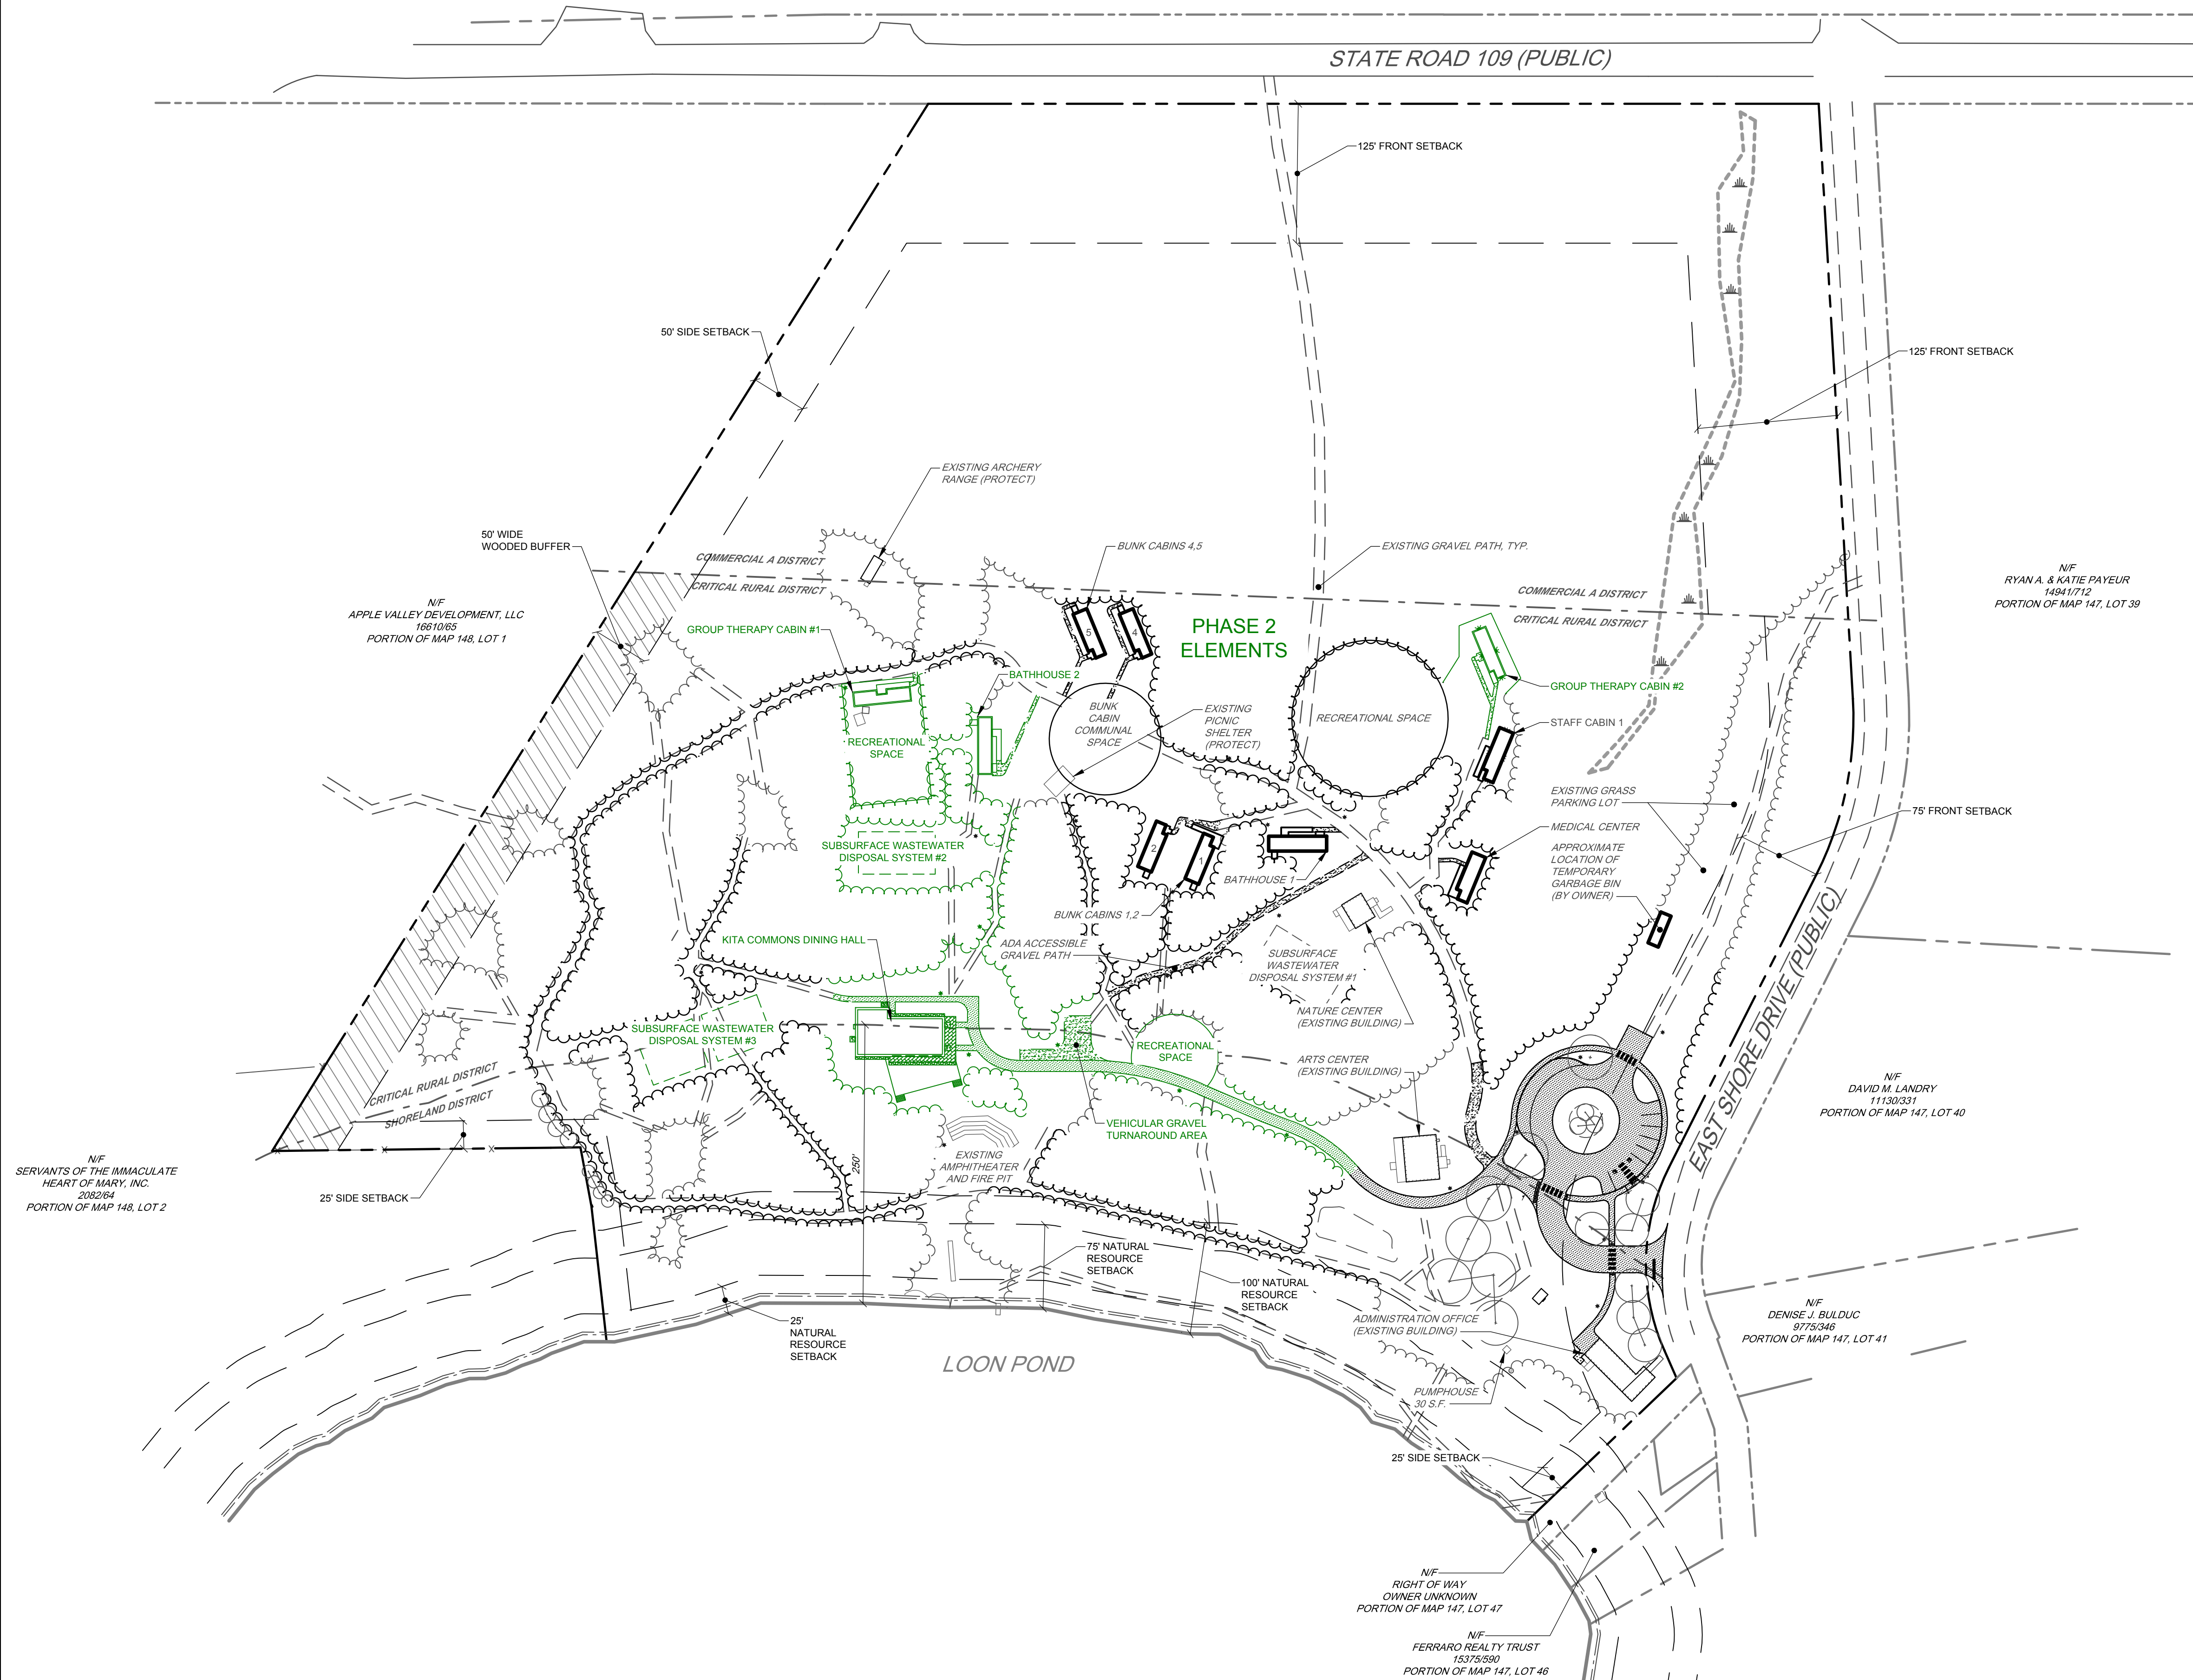 STATE ROAD 109 (PUBLIC)
125' FRONT SETBACK
50' SIDE SETBACK
125' FRONT SETBACK
EXISTING ARCHERY
RANGE (PROTECT)
50' WIDE
WOODED BUFFER
COMMERCIAL A DISTRICT
CRITICAL RURAL DISTRICT
BUNK CABINS 4,5
EXISTING GRAVEL PATH, TYP.
COMMERCIAL A DISTRICT
CRITICAL RURAL DISTRICT
N/F
RYAN A. & KATIE PAYEUR
14941/712
PORTION OF MAP 147, LOT 39
N/F
APPLE VALLEY DEVELOPMENT, LLC
16610/65
PORTION OF MAP 148, LOT 1
GROUP THERAPY CABIN #1
5
4
PHASE 2
ELEMENTS
BATHHOUSE 2
GROUP THERAPY CABIN #2
BUNK
CABIN
COMMUNAL
SPACE
EXISTING
PICNIC
SHELTER
(PROTECT)
RECREATIONAL SPACE
STAFF CABIN 1
RECREATIONAL
SPACE
EXISTING GRASS
PARKING LOT
75' FRONT SETBACK
MEDICAL CENTER
APPROXIMATE
LOCATION OF
TEMPORARY
GARBAGE BIN
(BY OWNER)
SUBSURFACE WASTEWATER
DISPOSAL SYSTEM #2
2
1
BATHHOUSE 1
BUNK CABINS 1,2
KITA COMMONS DINING HALL
ADA ACCESSIBLE
GRAVEL PATH
SUBSURFACE
WASTEWATER
DISPOSAL SYSTEM #1
NATURE CENTER
(EXISTING BUILDING)
EAST SHORE DRIVE (PUBLIC)
SUBSURFACE WASTEWATER
DISPOSAL SYSTEM #3
RECREATIONAL
SPACE
ARTS CENTER
(EXISTING BUILDING)
CRITICAL RURAL DISTRICT
SHORELAND DISTRICT
N/F
DAVID M. LANDRY
11130/331
PORTION OF MAP 147, LOT 40
VEHICULAR GRAVEL
TURNAROUND AREA
EXISTING
AMPHITHEATER
AND FIRE PIT
250'
N/F
SERVANTS OF THE IMMACULATE
HEART OF MARY, INC.
2082/64
PORTION OF MAP 148, LOT 2
25' SIDE SETBACK
75' NATURAL
RESOURCE
SETBACK
100' NATURAL
RESOURCE
SETBACK
25'
NATURAL
RESOURCE
SETBACK
ADMINISTRATION OFFICE
(EXISTING BUILDING)
N/F
DENISE J. BULDUC
9775/346
PORTION OF MAP 147, LOT 41
LOON POND
PUMPHOUSE
30 S.F.
25' SIDE SETBACK
N/F
RIGHT OF WAY
OWNER UNKNOWN
PORTION OF MAP 147, LOT 47
N/F
FERRARO REALTY TRUST
15375/590
PORTION OF MAP 147, LOT 46